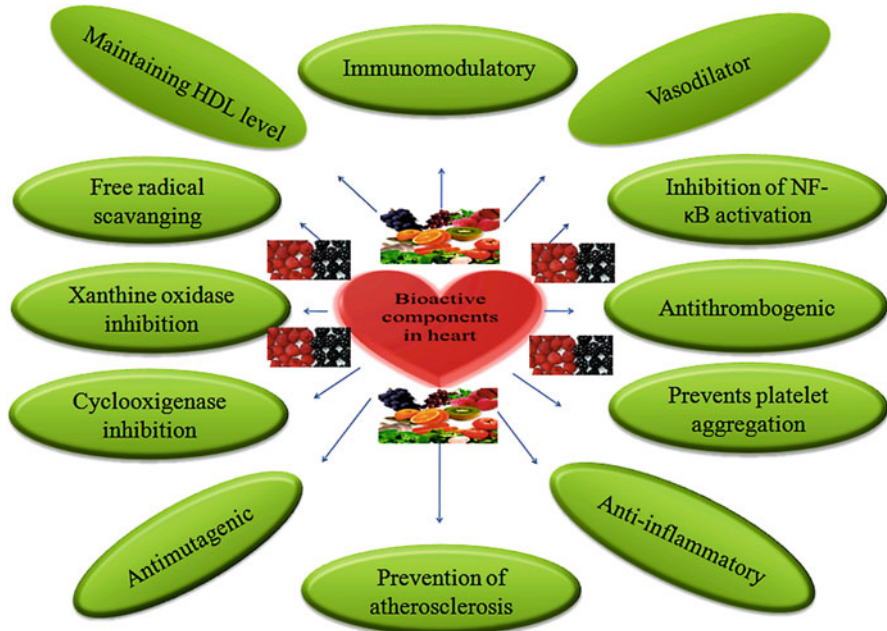 Maintaining HDL level
Immunomodulatory
Vasodilator
Free radical
scavanging
Inhibition of NF-
κB activation
Xanthine oxidase
inhibition
Bioactive
components
in heart
Antithrombogenic
Cyclooxigenase
inhibition
Prevents platelet
aggregation
Antimutagenic
Prevention of
atherosclerosis
Anti-inflammatory